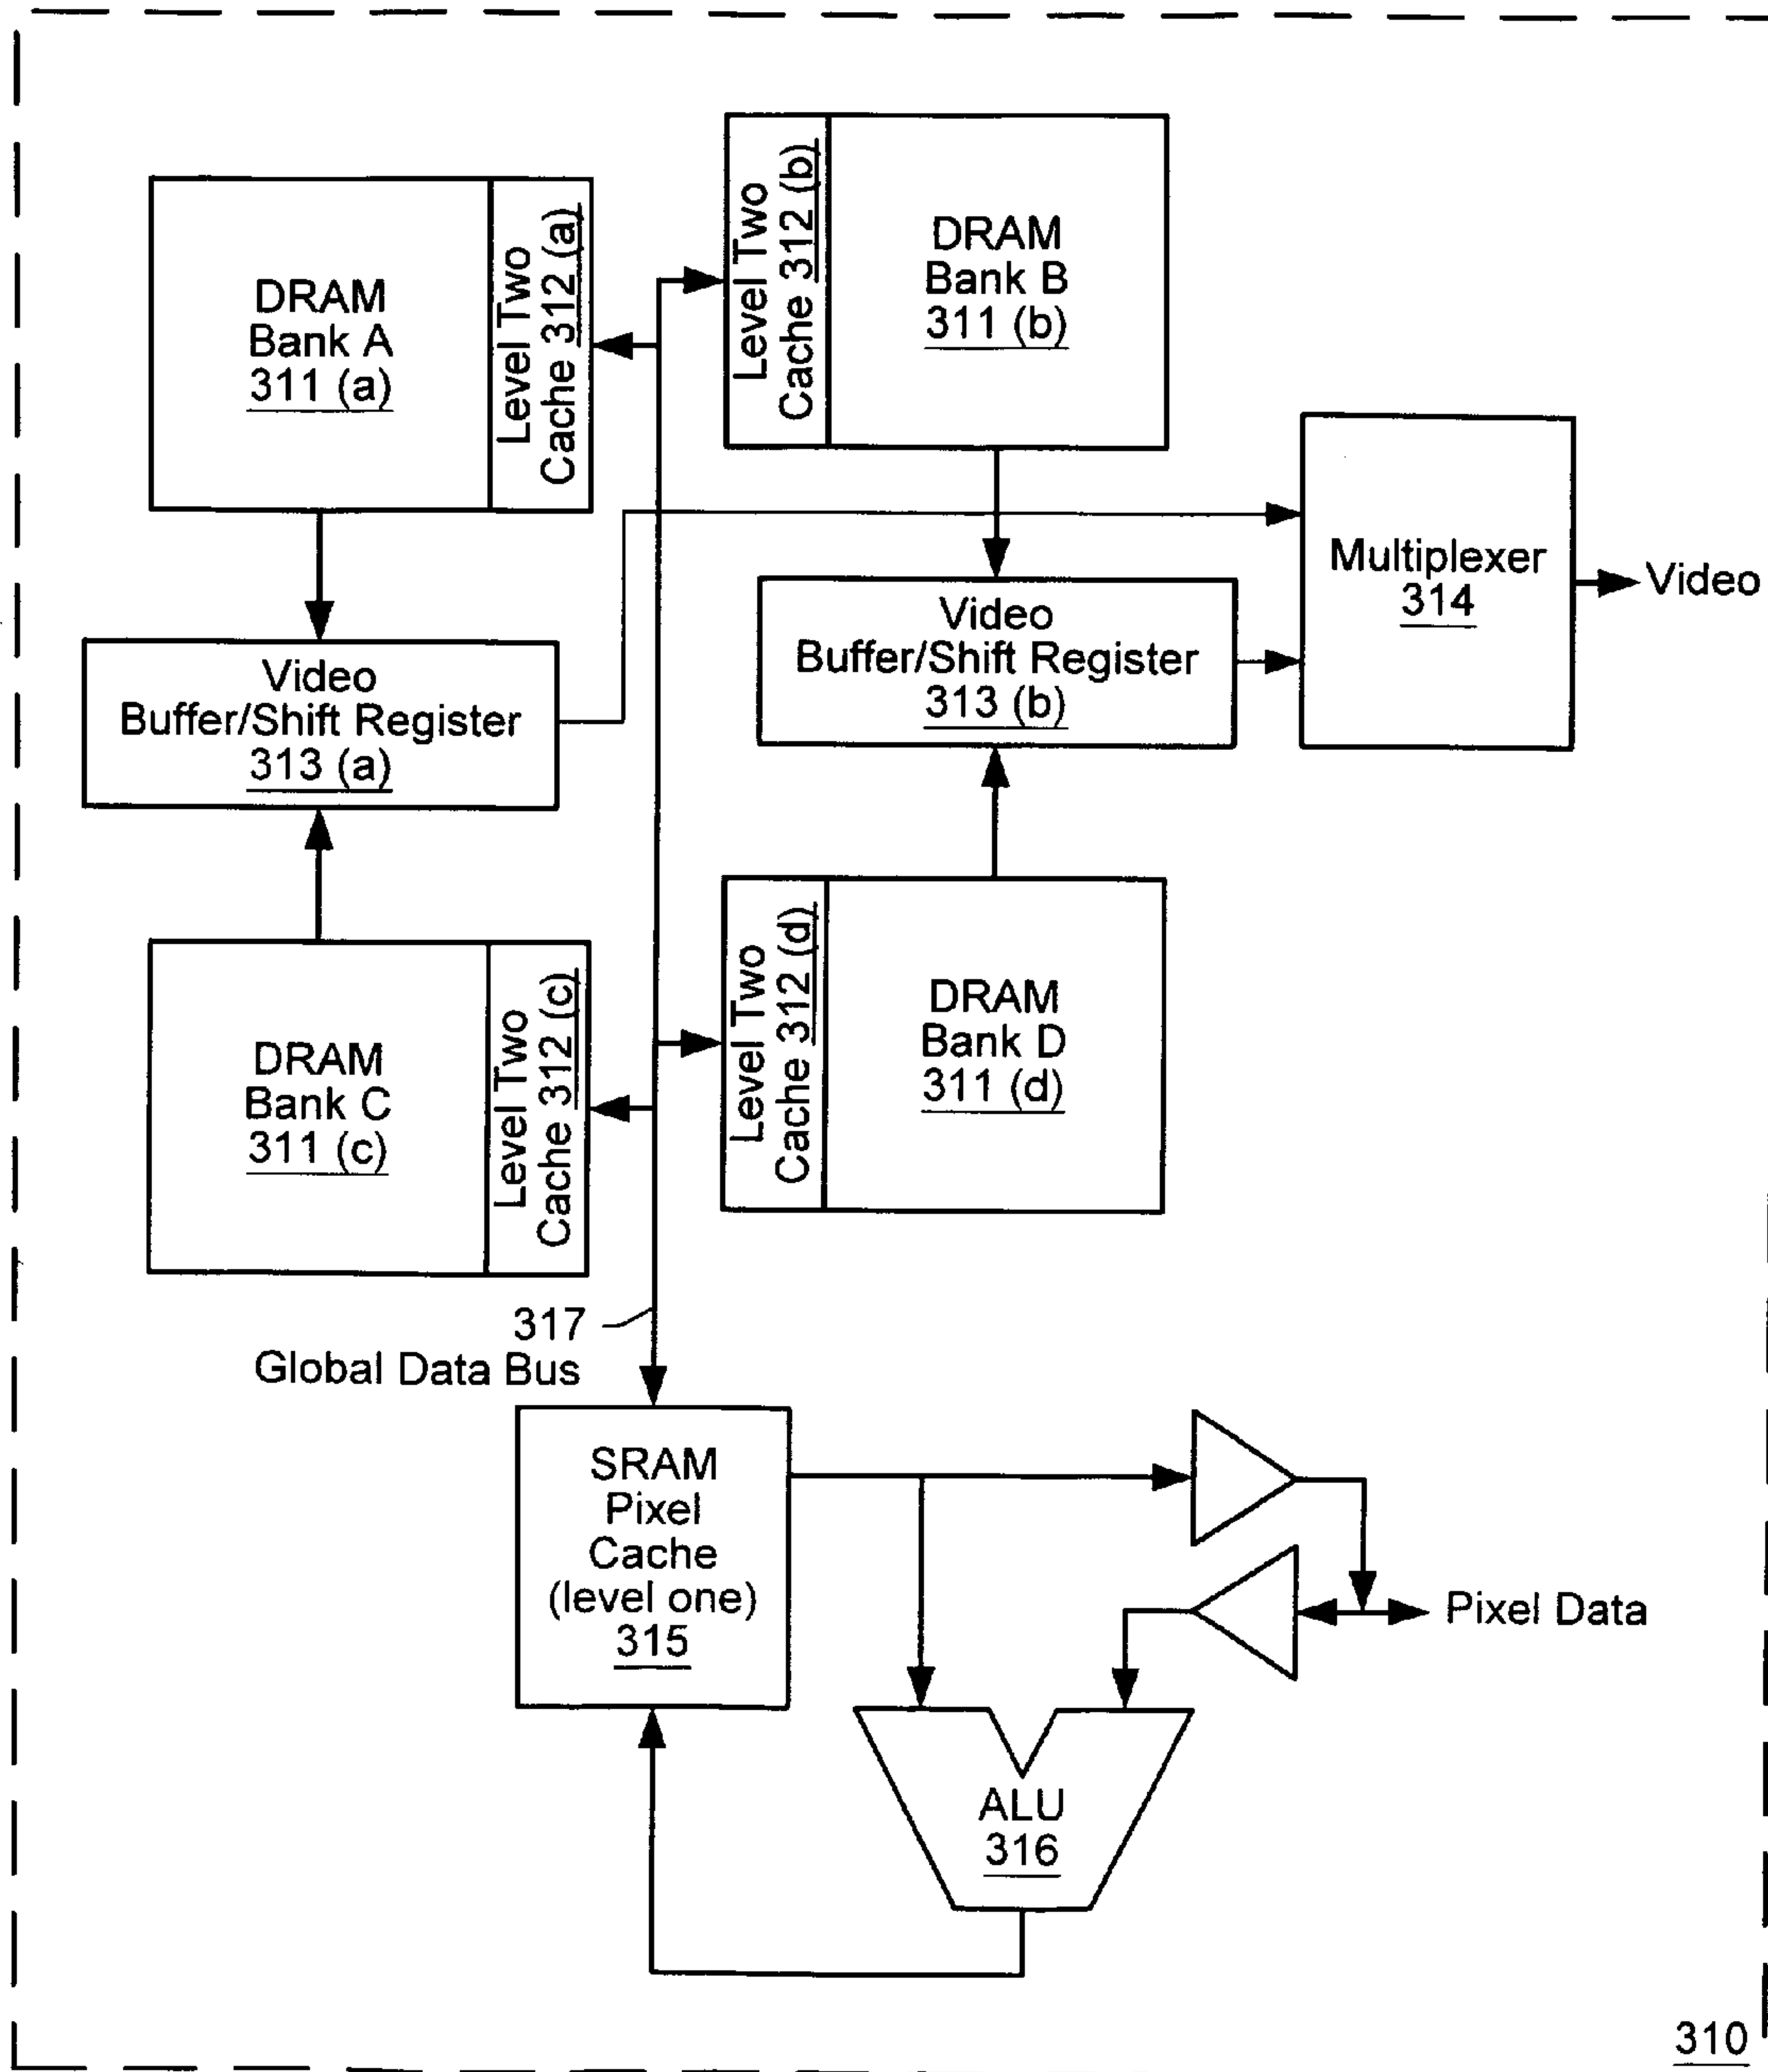 DRAM
Bank A
311 (a)
Level Two
Cache 312 (a)
Level Two
Cache 312 (b)
DRAM
Bank B
311 (b)
Multiplexer
314
Video
Video
Buffer/Shift Register
313 (a)
Video
Buffer/Shift Register
313 (b)
DRAM
Bank C
311 (c)
Level Two
Cache 312 (c)
Level Two
Cache 312 (d)
DRAM
Bank D
311 (d)
317
Global Data Bus
SRAM
Pixel
Cache
(level one)
315
Pixel Data
ALU
316
310